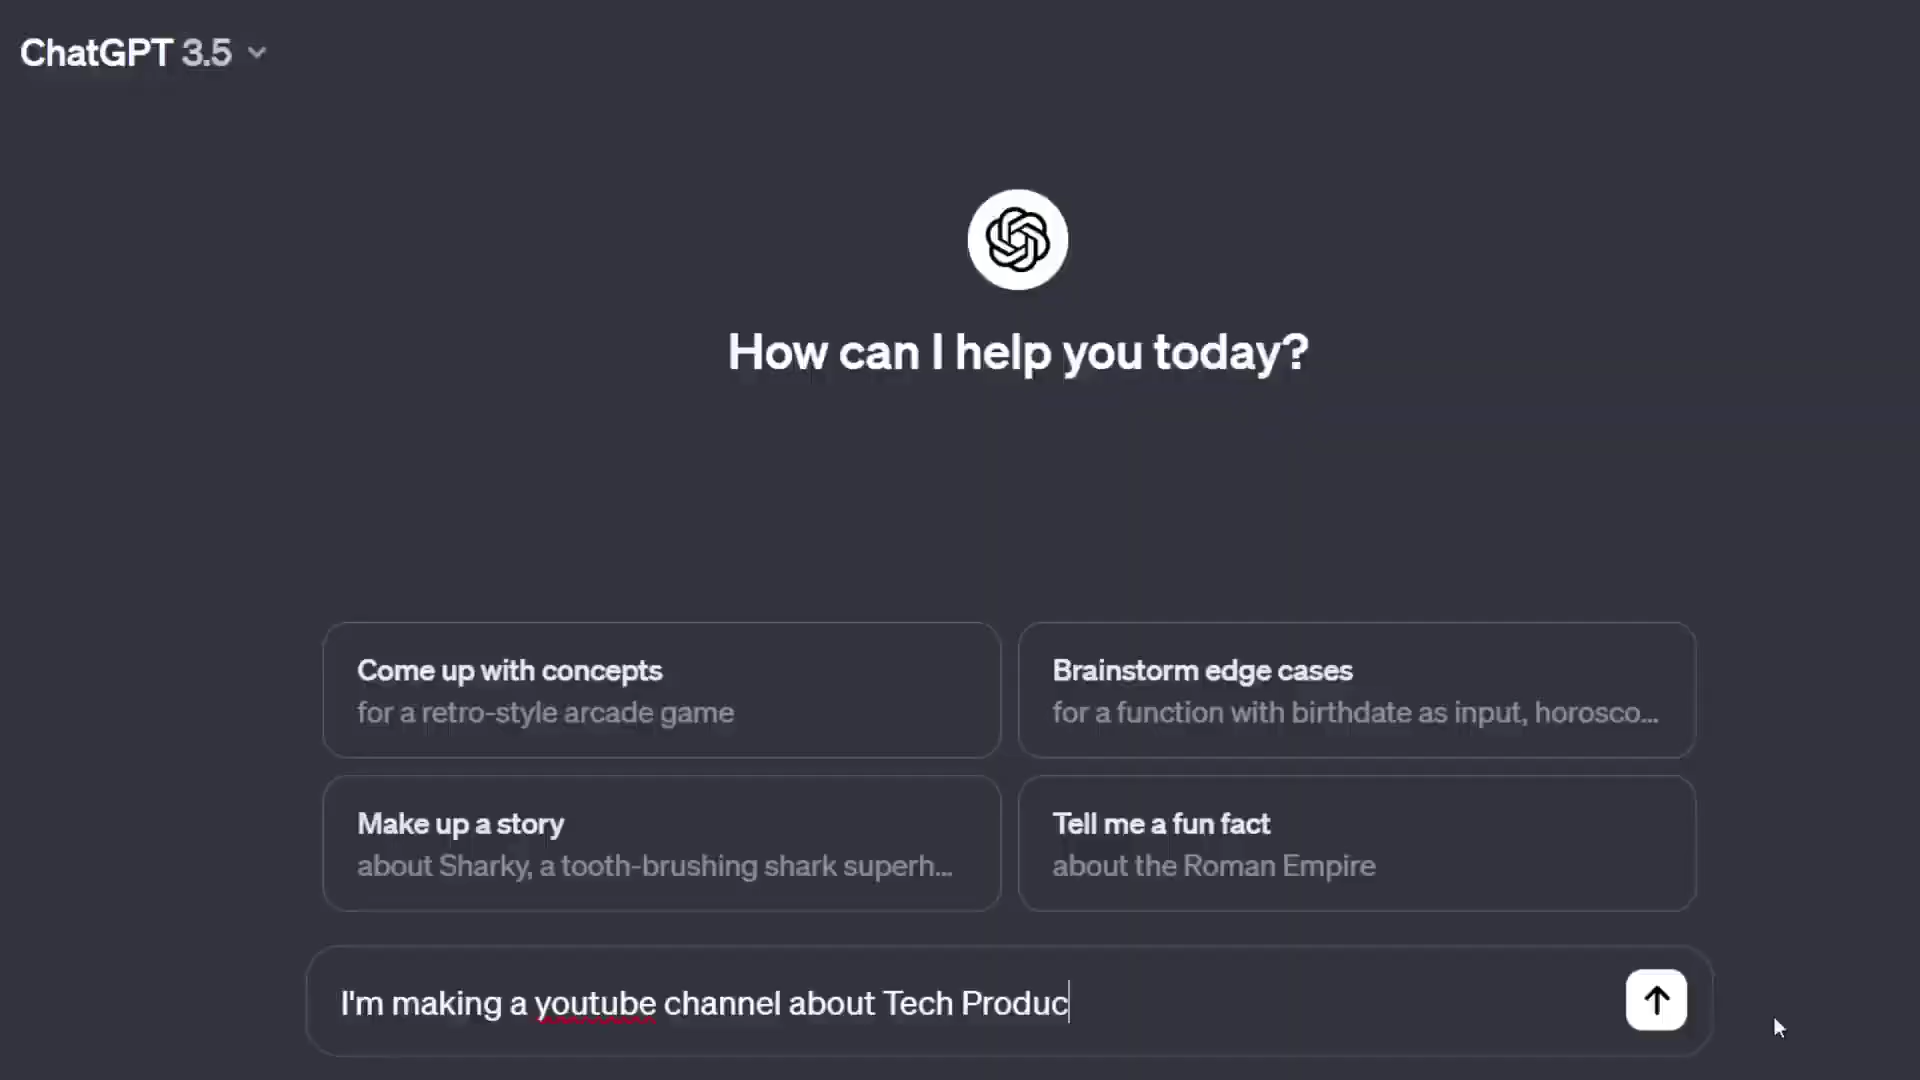 ChatGPT 3.5
How can I help you today?
Come up with concepts
for a retro-style arcade game
Brainstorm edge cases
for a function with birthdate as input, horosco...
Make up a story
about Sharky, a tooth-brushing shark superh...
Tell me a fun fact
about the Roman Empire
I'm making a youtube channel about Tech Produc